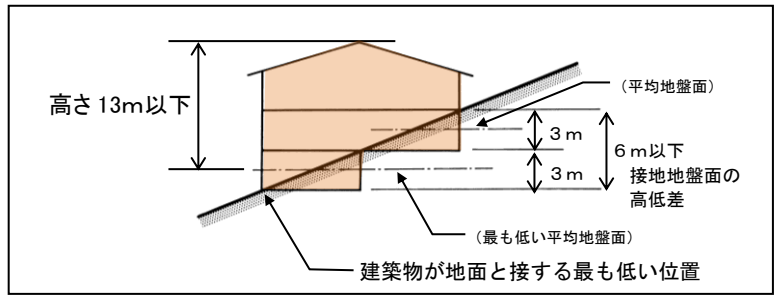 高さ13ｍ以下
（平均地盤面）
３ｍ
３ｍ
６ｍ以下
接地地盤面の
高低差
（最も低い平均地盤面）
建築物が地面と接する最も低い位置